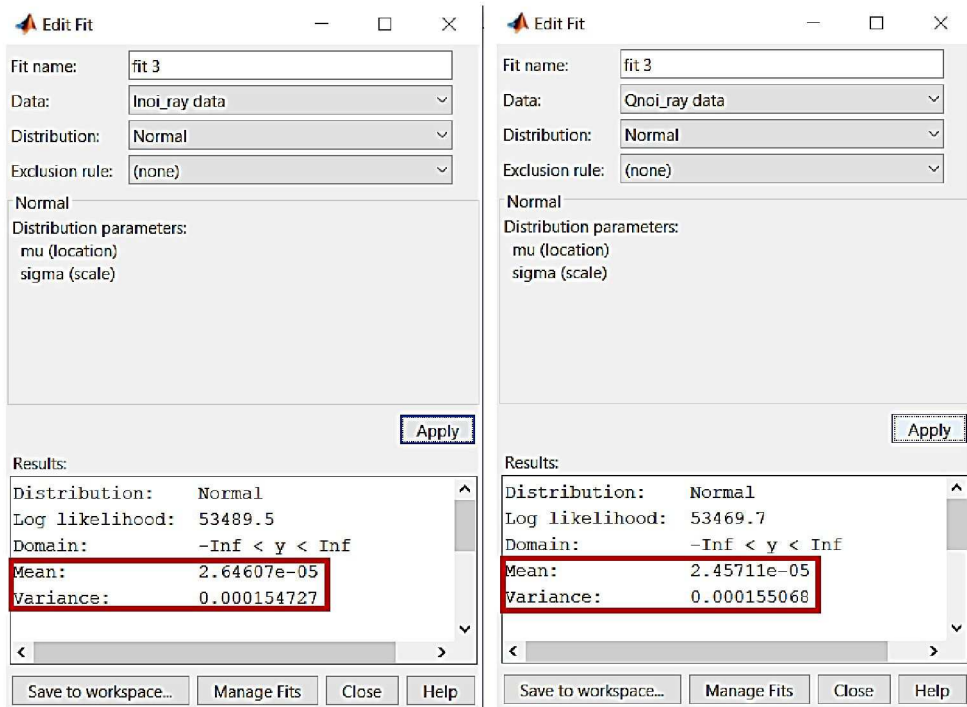 Edit Fit
Fit name: fit 3
Data: Inoi_ray data
Distribution: Normal
Exclusion rule: (none)
Normal
Distribution parameters:
mu (location)
sigma (scale)
Apply
Results:
Distribution: Normal
Log likelihood: 53489.5
Domain: -Inf < y < Inf
Mean: 2.64607e-05
Variance: 0.000154727
Save to workspace... Manage Fits Close Help
Edit Fit
Fit name: fit 3
Data: Qnoi_ray data
Distribution: Normal
Exclusion rule: (none)
Normal
Distribution parameters:
mu (location)
sigma (scale)
Apply
Results:
Distribution: Normal
Log likelihood: 53469.7
Domain: -Inf < y < Inf
Mean: 2.45711e-05
Variance: 0.000155068
Save to workspace... Manage Fits Close Help